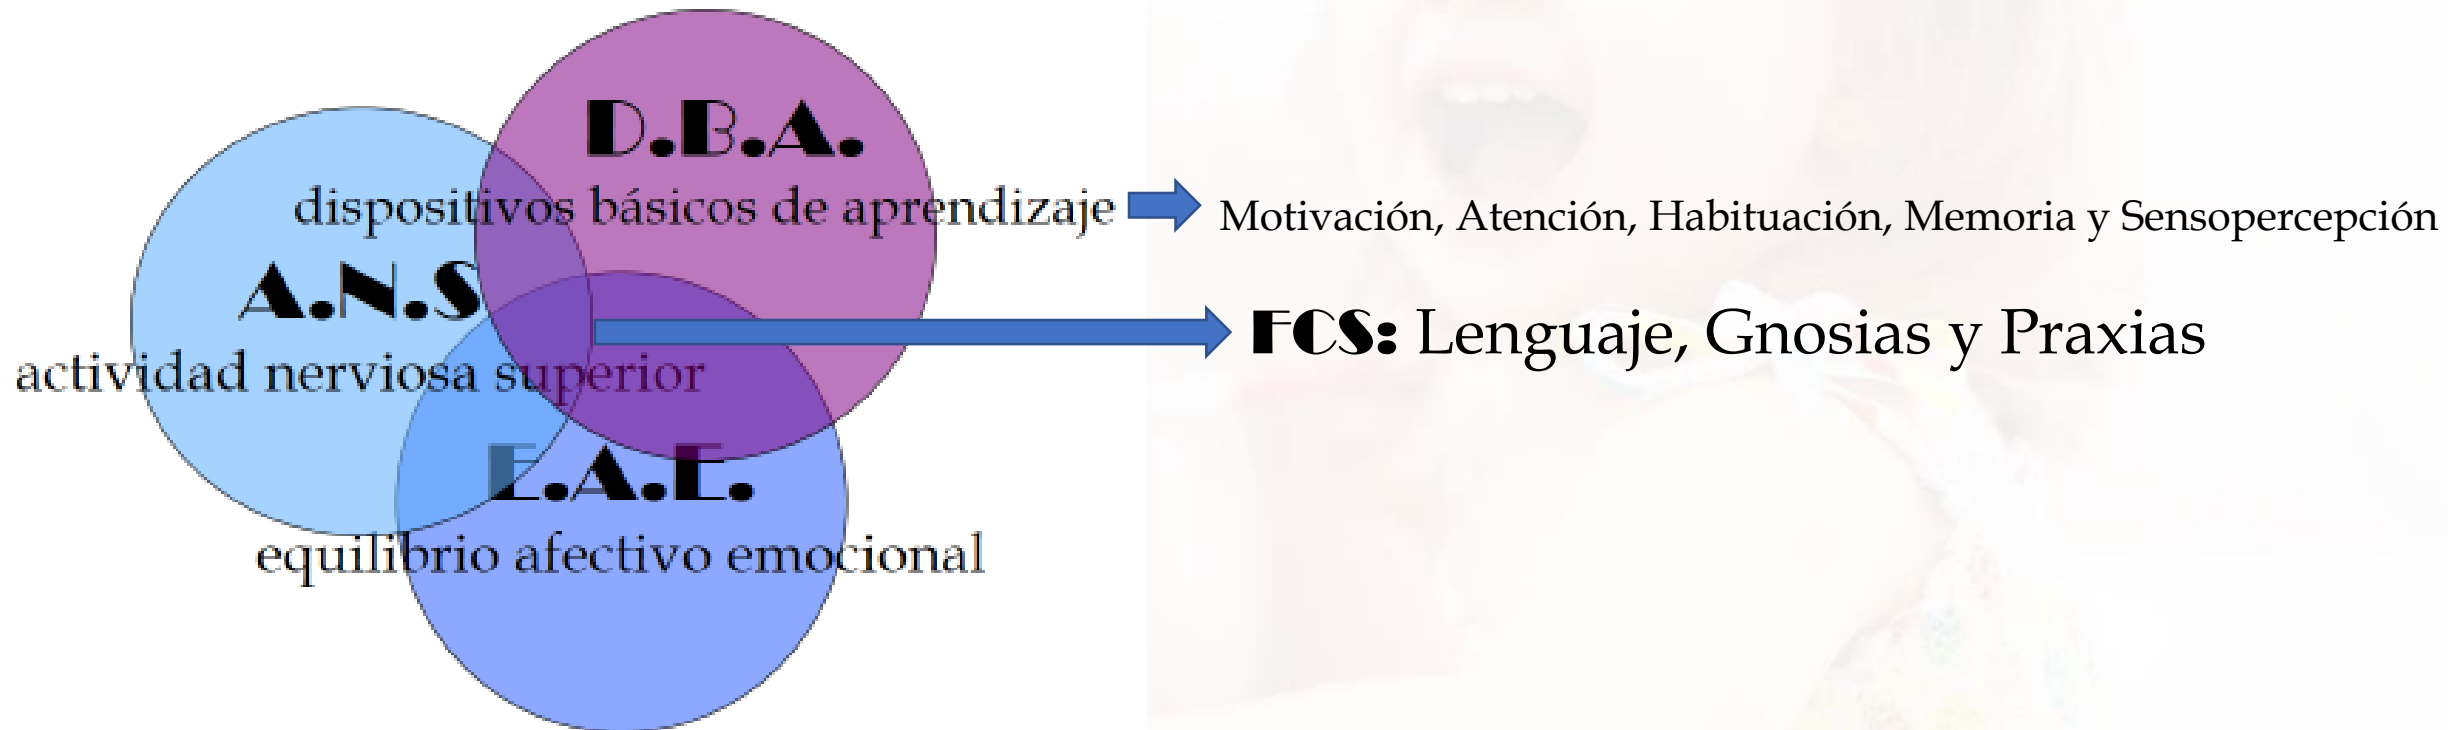 D.B.A.
dispositivos básicos de aprendizaje
Motivación, Atención, Habituación, Memoria y Sensopercepción
A.N.S
FCS: Lenguaje, Gnosias y Praxias
actividad nerviosa superior
E.A.E.
equilibrio afectivo emocional